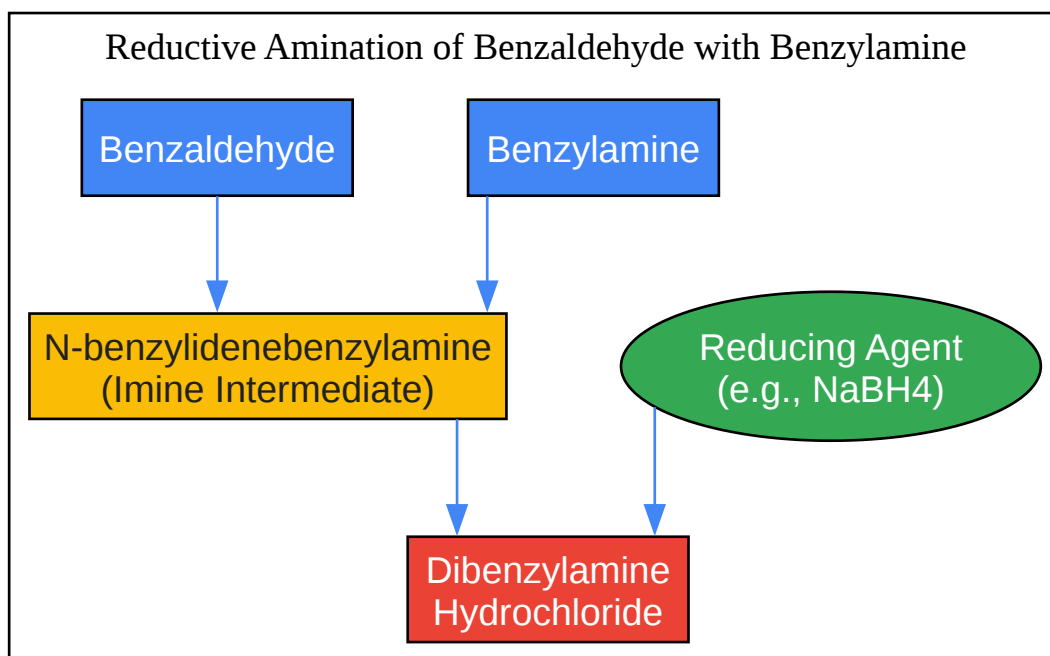 Reductive Amination of Benzaldehyde with Benzylamine
Benzaldehyde
Benzylamine
N-benzylidenebenzylamine
(Imine Intermediate)
Reducing Agent
(e.g., NaBH4)
Dibenzylamine
Hydrochloride